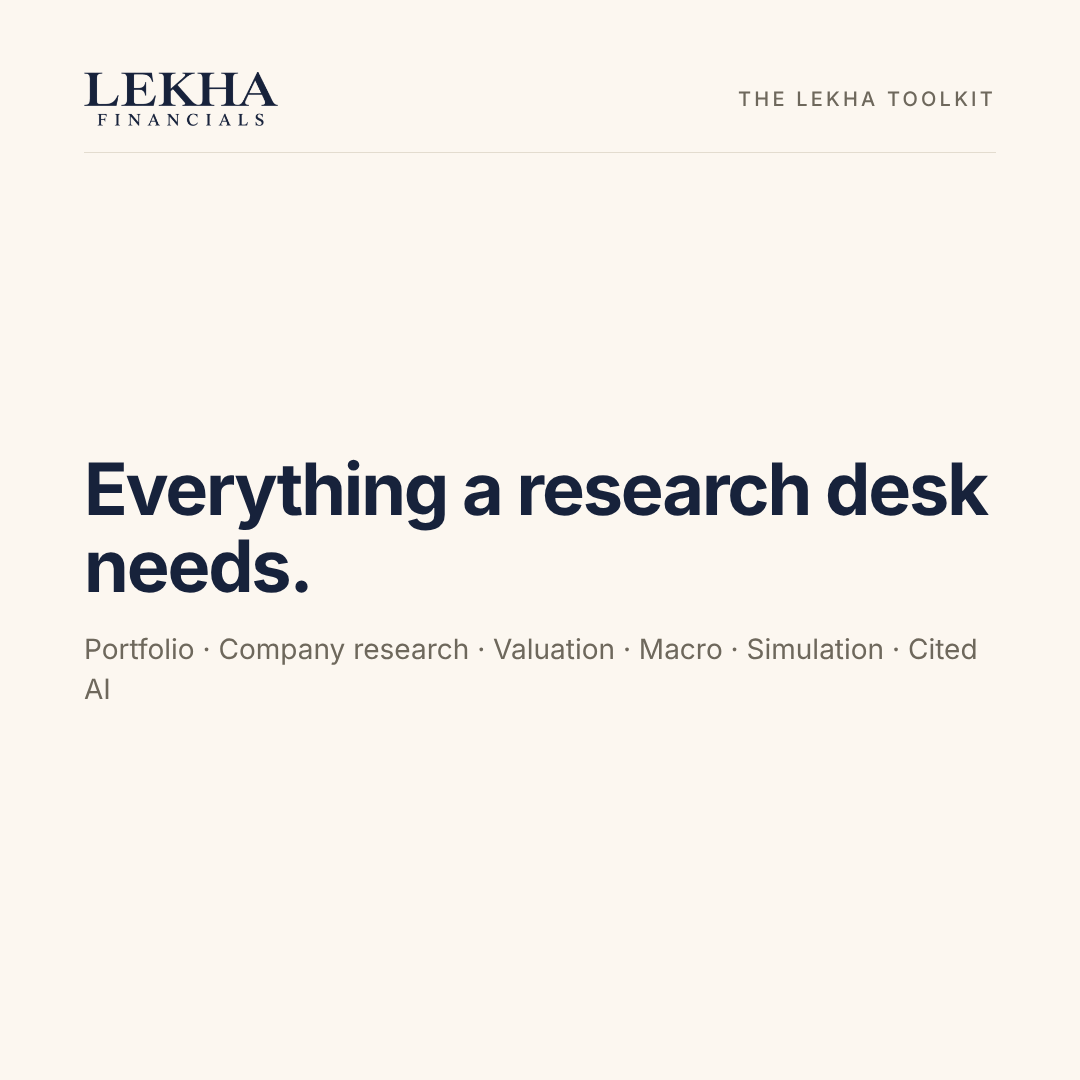 LEKHA
FINANCIALS
THE LEKHA TOOLKIT
Everything a research desk
needs.
Portfolio · Company research · Valuation · Macro · Simulation · Cited
AI